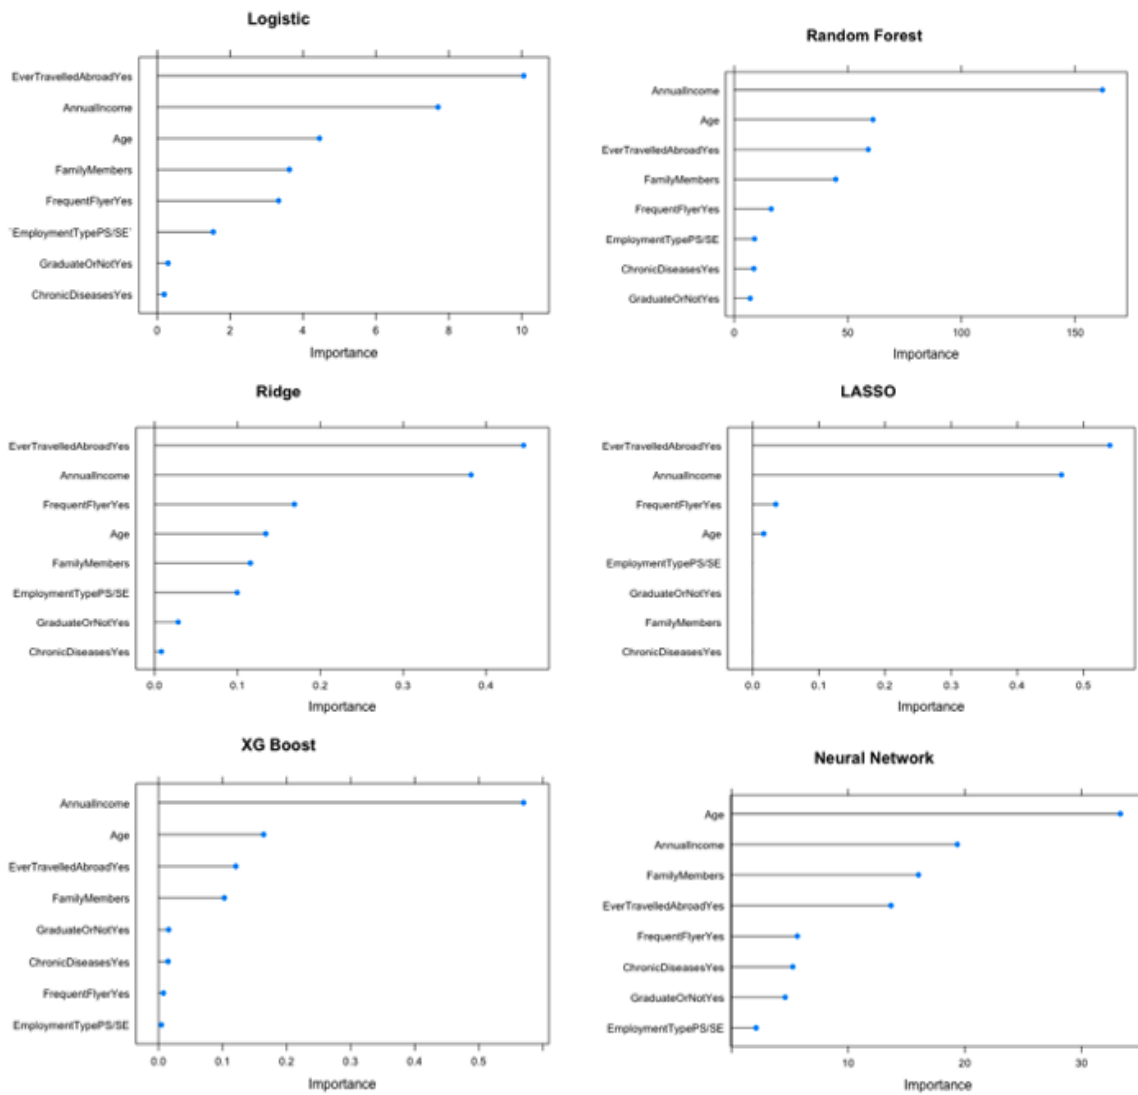 Logistic
EverTravelledAbroadYes
AnnualIncome
Age
FamilyMembers
FrequentFlyerYes
`EmploymentTypePS/SE`
GraduateOrNotYes
ChronicDiseasesYes
0 2 4 6 8 10
Importance
Random Forest
AnnualIncome
Age
EverTravelledAbroadYes
FamilyMembers
FrequentFlyerYes
EmploymentTypePS/SE
ChronicDiseasesYes
GraduateOrNotYes
0 50 100 150
Importance
Ridge
EverTravelledAbroadYes
AnnualIncome
FrequentFlyerYes
Age
FamilyMembers
EmploymentTypePS/SE
GraduateOrNotYes
ChronicDiseasesYes
0.0 0.1 0.2 0.3 0.4
Importance
LASSO
EverTravelledAbroadYes
AnnualIncome
FrequentFlyerYes
Age
EmploymentTypePS/SE
GraduateOrNotYes
FamilyMembers
ChronicDiseasesYes
0.0 0.1 0.2 0.3 0.4 0.5
Importance
XG Boost
AnnualIncome
Age
EverTravelledAbroadYes
FamilyMembers
GraduateOrNotYes
ChronicDiseasesYes
FrequentFlyerYes
EmploymentTypePS/SE
0.0 0.1 0.2 0.3 0.4 0.5
Importance
Neural Network
Age
AnnualIncome
FamilyMembers
EverTravelledAbroadYes
FrequentFlyerYes
ChronicDiseasesYes
GraduateOrNotYes
EmploymentTypePS/SE
10 20 30
Importance